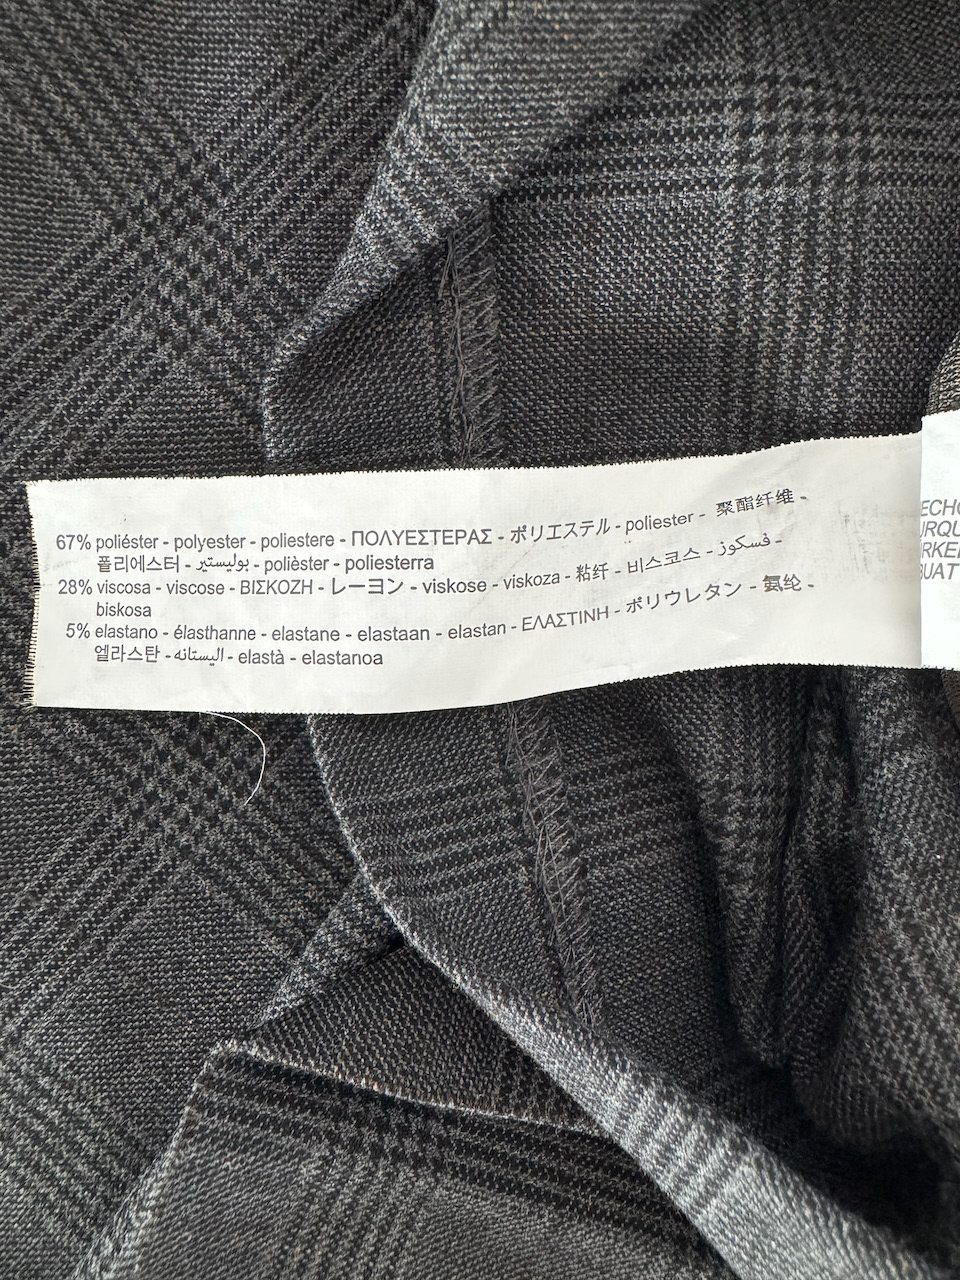 67% poliéster - polyester - poliestere - ΠΟΛΥΕΣΤΕΡΑΣ - ポリエステル - poliester - 聚酯纤维 -
폴리에스터 - بوليستير - polièster - poliesterra
28% viscosa - viscose - ΒΙΣΚΟΖΗ - レーヨン - viskose - viskoza - 粘纤 - 비스코스 - فسكوز -
biskosa
5% elastano - élasthanne - elastane - elastaan - elastan - ΕΛΑΣΤΙΝΗ - ポリウレタン - 氨纶 -
엘라스탄 - اليستانه - elastà - elastanoa